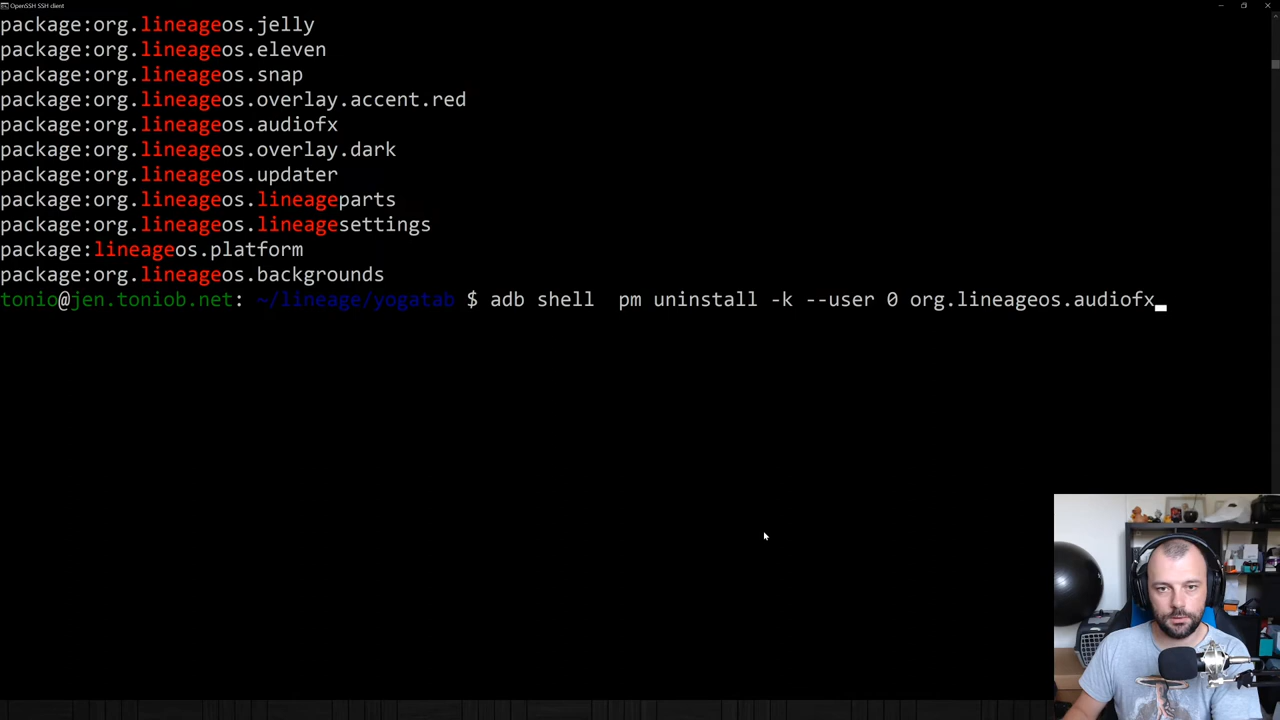 OpenSSH SSH client
package:org.lineageos.jelly
package:org.lineageos.eleven
package:org.lineageos.snap
package:org.lineageos.overlay.accent.red
package:org.lineageos.audiofx
package:org.lineageos.overlay.dark
package:org.lineageos.updater
package:org.lineageos.lineageparts
package:org.lineageos.lineagesettings
package:lineageos.platform
package:org.lineageos.backgrounds
tonio@jen.toniob.net: ~/lineage/yogatab $ adb shell  pm uninstall -k --user 0 org.lineageos.audiofx